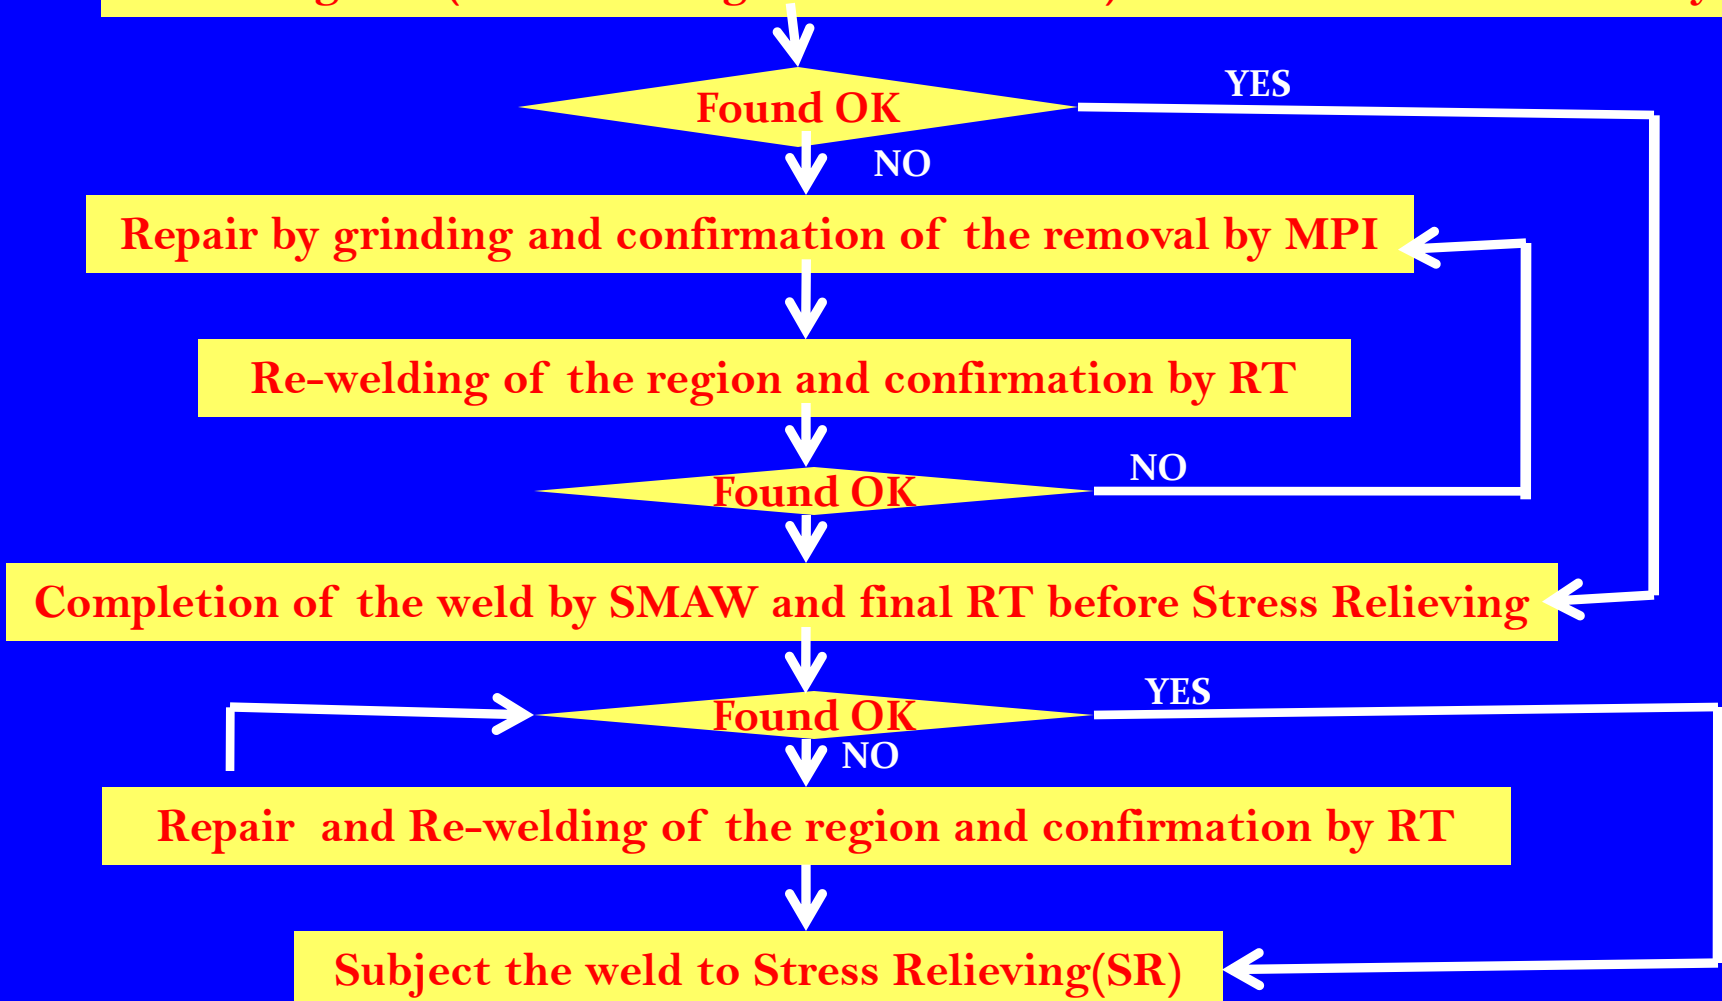 Found OK
YES
NO
Repair by grinding and confirmation of the removal by MPI
Re-welding of the region and confirmation by RT
Found OK
NO
Completion of the weld by SMAW and final RT before Stress Relieving
Found OK
YES
NO
Repair and Re-welding of the region and confirmation by RT
Subject the weld to Stress Relieving(SR)